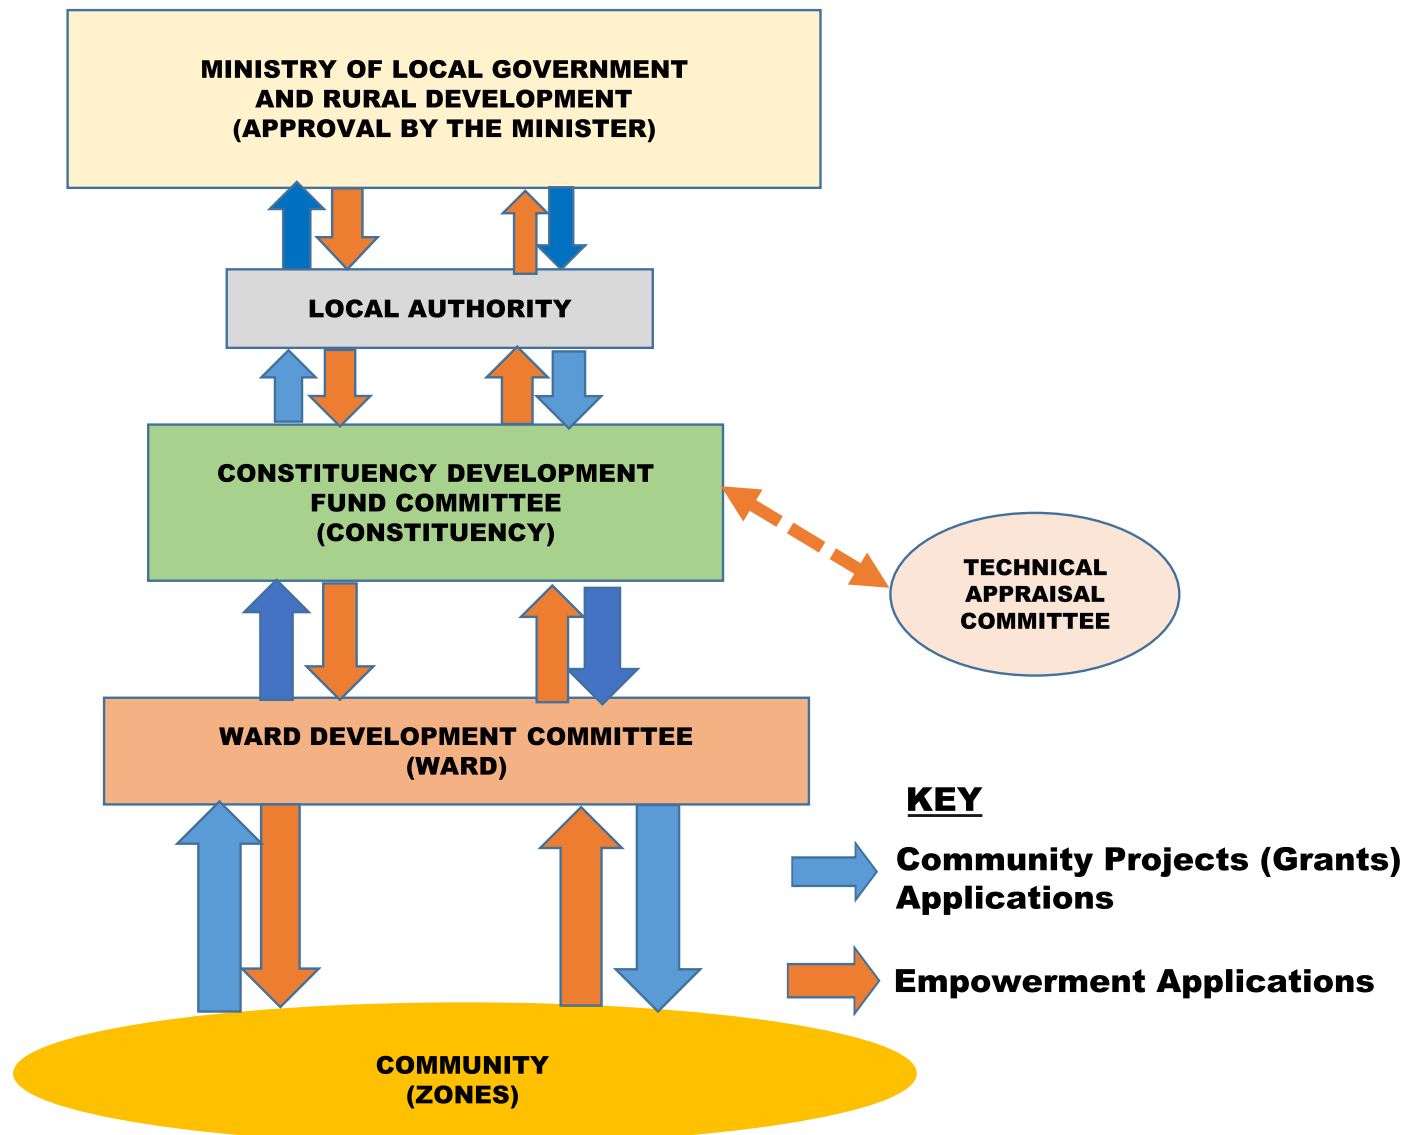 MINISTRY OF LOCAL GOVERNMENT
AND RURAL DEVELOPMENT
(APPROVAL BY THE MINISTER)
LOCAL AUTHORITY
CONSTITUENCY DEVELOPMENT
FUND COMMITTEE
(CONSTITUENCY)
TECHNICAL
APPRAISAL
COMMITTEE
WARD DEVELOPMENT COMMITTEE
(WARD)
KEY
Community Projects (Grants)
Applications
Empowerment Applications
COMMUNITY
(ZONES)